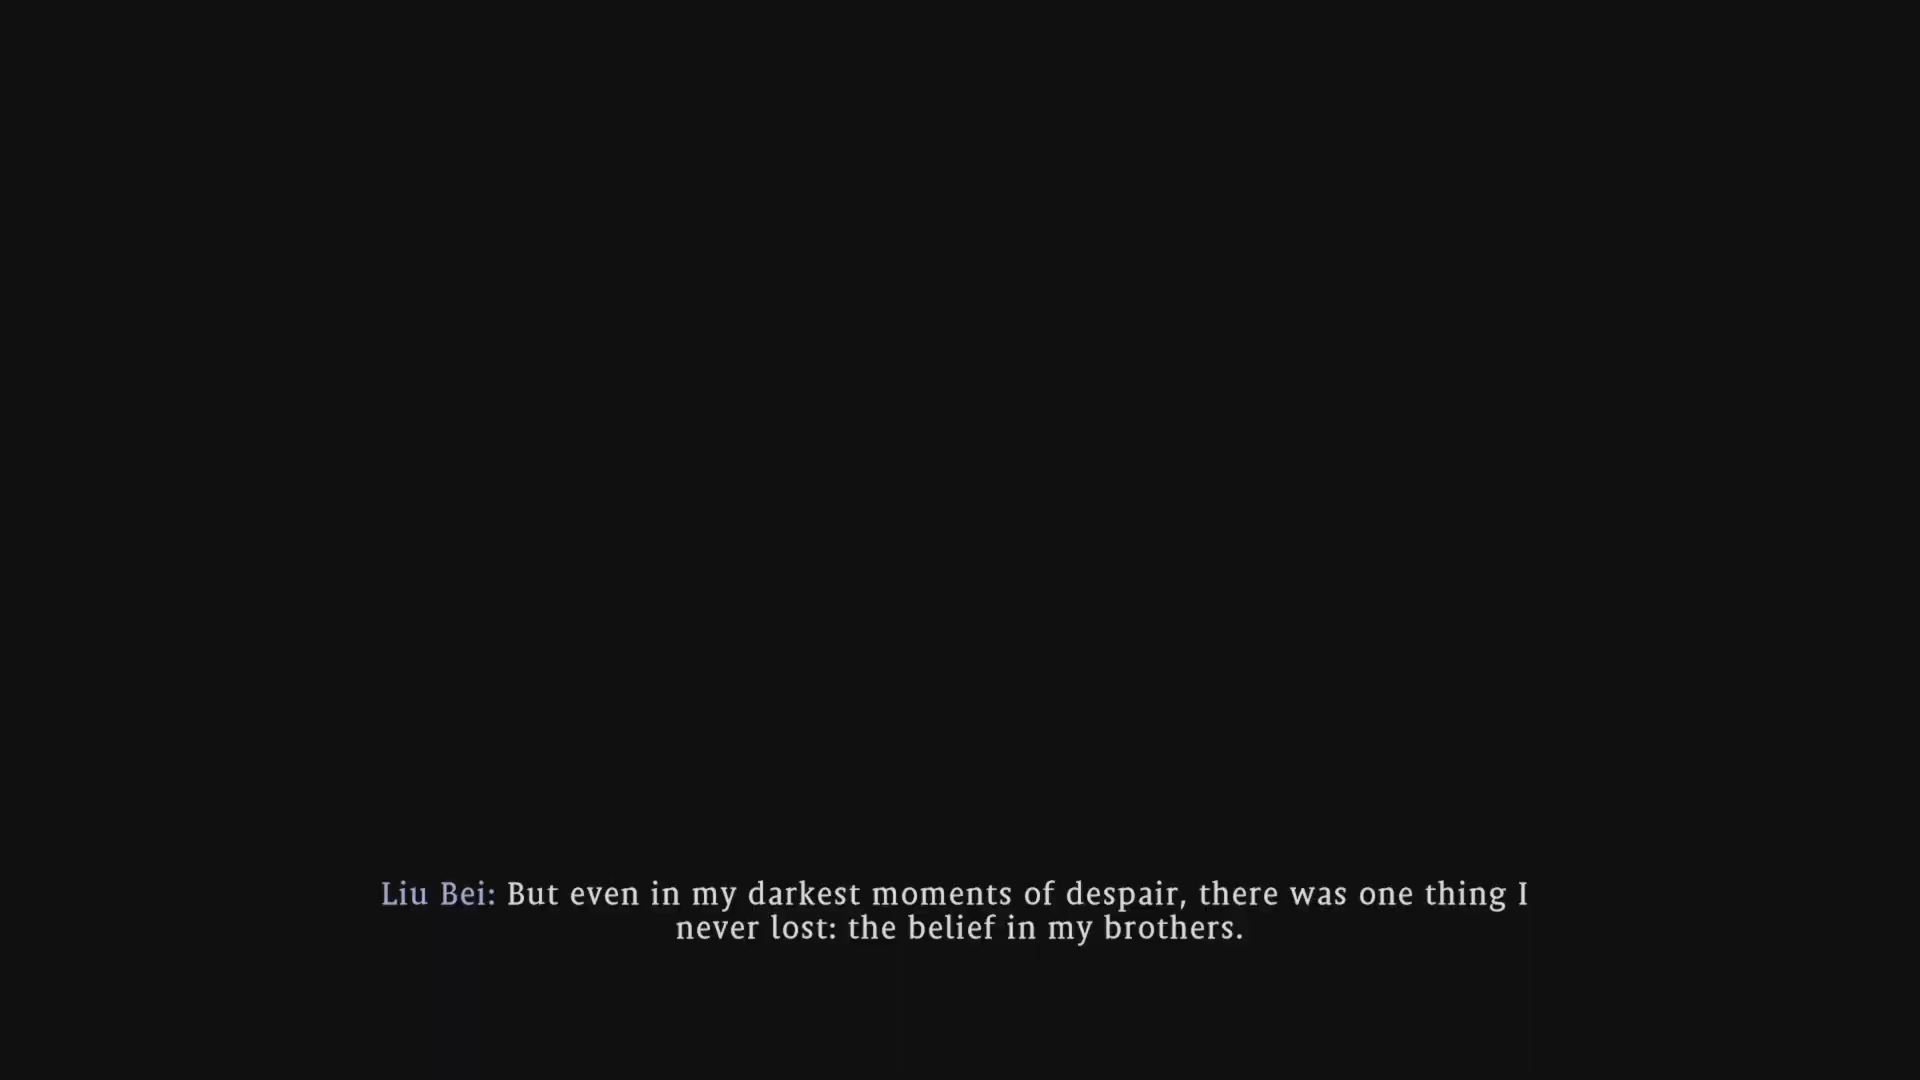 Liu Bei: But even in my darkest moments of despair, there was one thing I
never lost: the belief in my brothers.